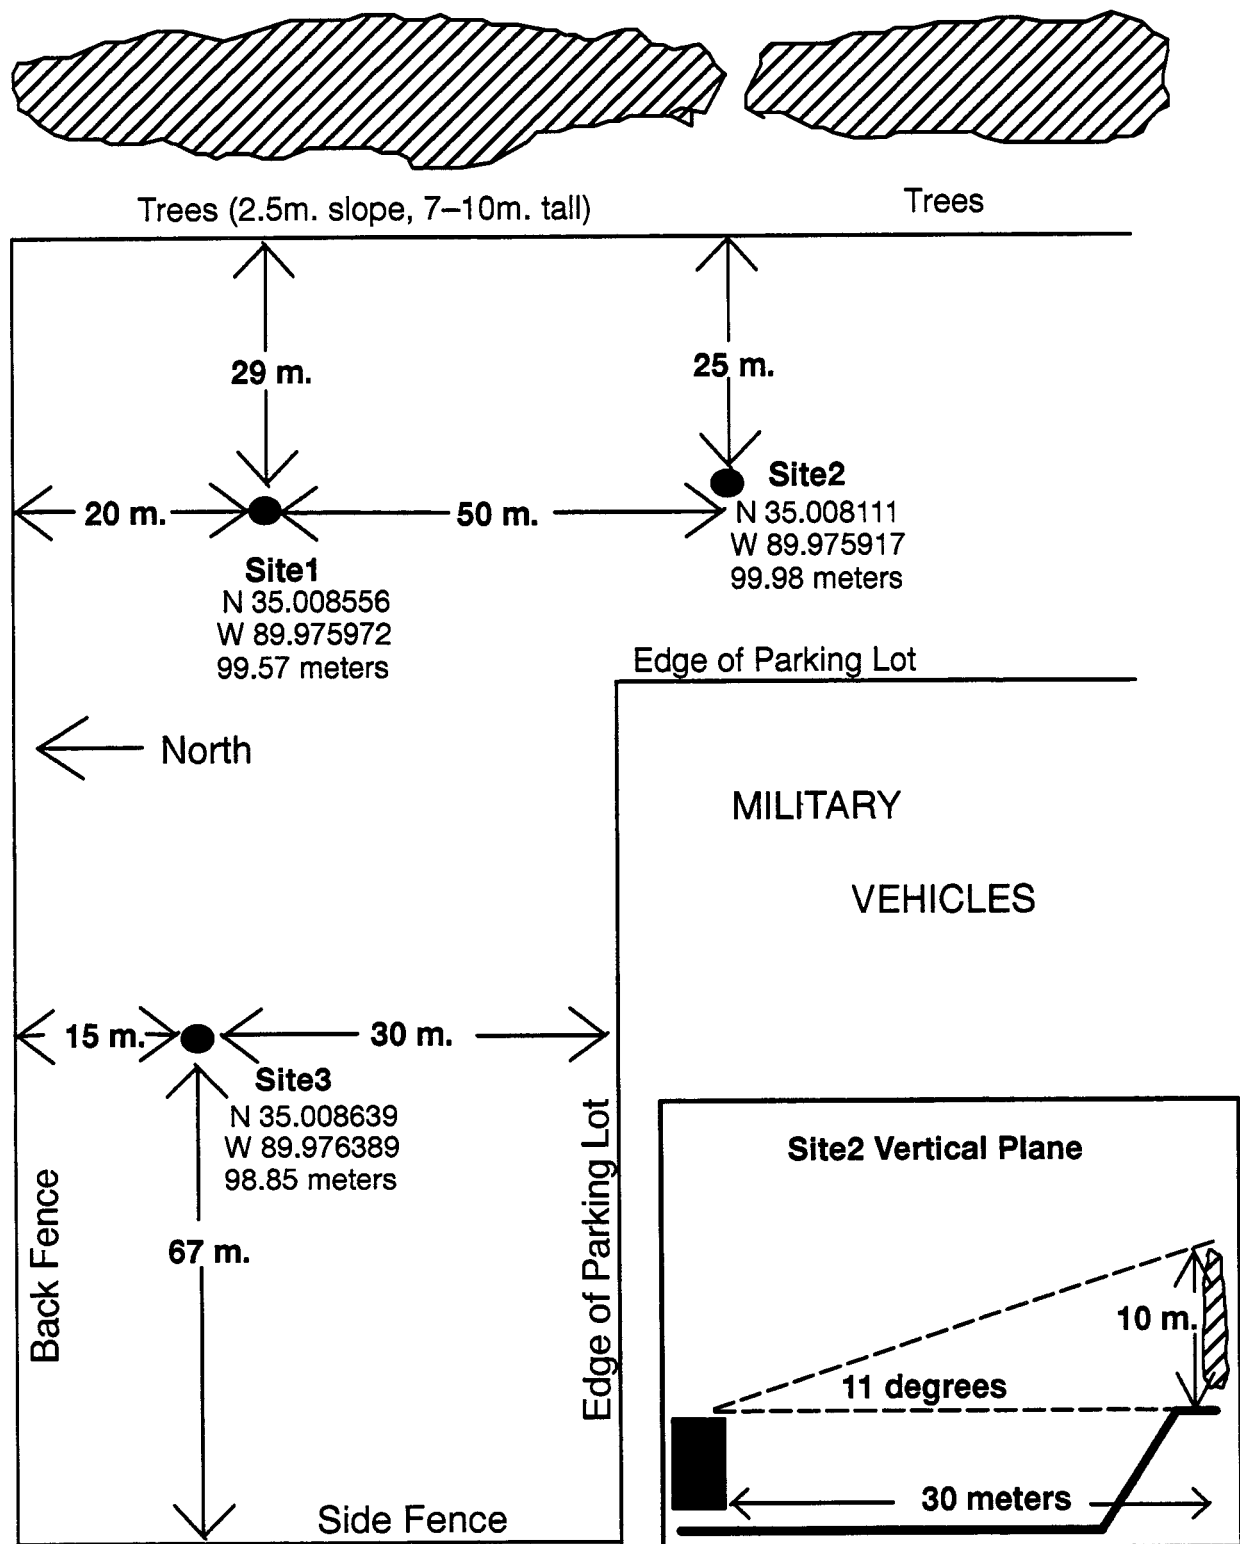 Trees (2.5m. slope, 7–10m. tall)
Trees
29 m.
25 m.
20 m.
50 m.
Site2
N 35.008111
W 89.975917
99.98 meters
Site1
N 35.008556
W 89.975972
99.57 meters
Edge of Parking Lot
North
MILITARY
VEHICLES
15 m.
30 m.
Site3
N 35.008639
W 89.976389
98.85 meters
67 m.
Back Fence
Edge of Parking Lot
Side Fence
Site2 Vertical Plane
10 m.
11 degrees
30 meters